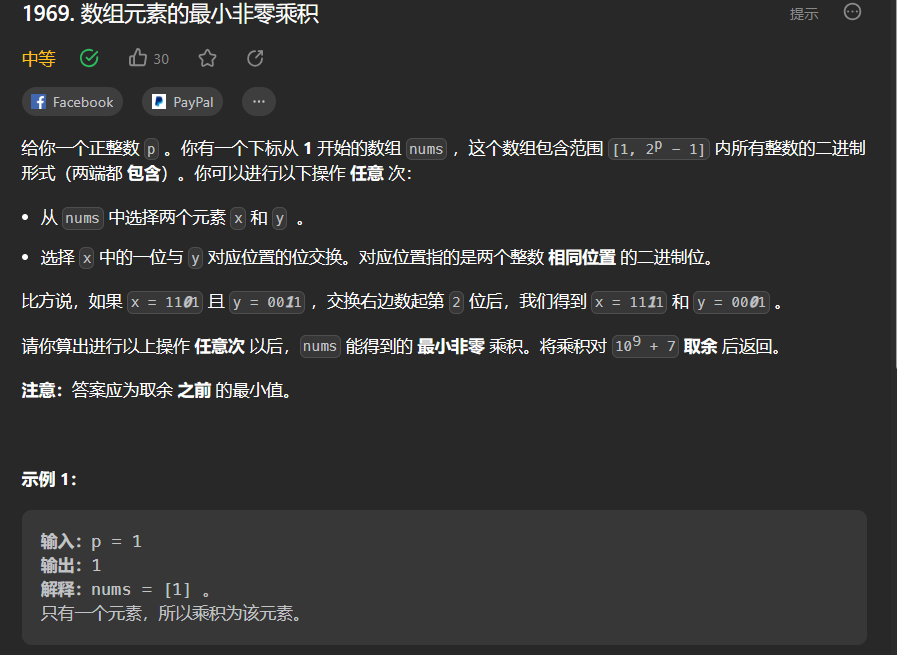 1969. 数组元素的最小非零乘积
提示
中等
30
Facebook
PayPal
给你一个正整数 p 。你有一个下标从 1 开始的数组 nums ，这个数组包含范围 [1, 2ᵖ - 1] 内所有整数的二进制
形式（两端都 包含）。你可以进行以下操作 任意 次：
• 从 nums 中选择两个元素 x 和 y 。
• 选择 x 中的一位与 y 对应位置的位交换。对应位置指的是两个整数 相同位置 的二进制位。
比方说，如果 x = 1101 且 y = 0011 ，交换右边数起第 2 位后，我们得到 x = 1111 和 y = 0001 。
请你算出进行以上操作 任意次 以后，nums 能得到的 最小非零 乘积。将乘积对 10⁹ + 7 取余 后返回。
注意：答案应为取余 之前 的最小值。
示例 1：
输入：p = 1
输出：1
解释：nums = [1] 。
只有一个元素，所以乘积为该元素。